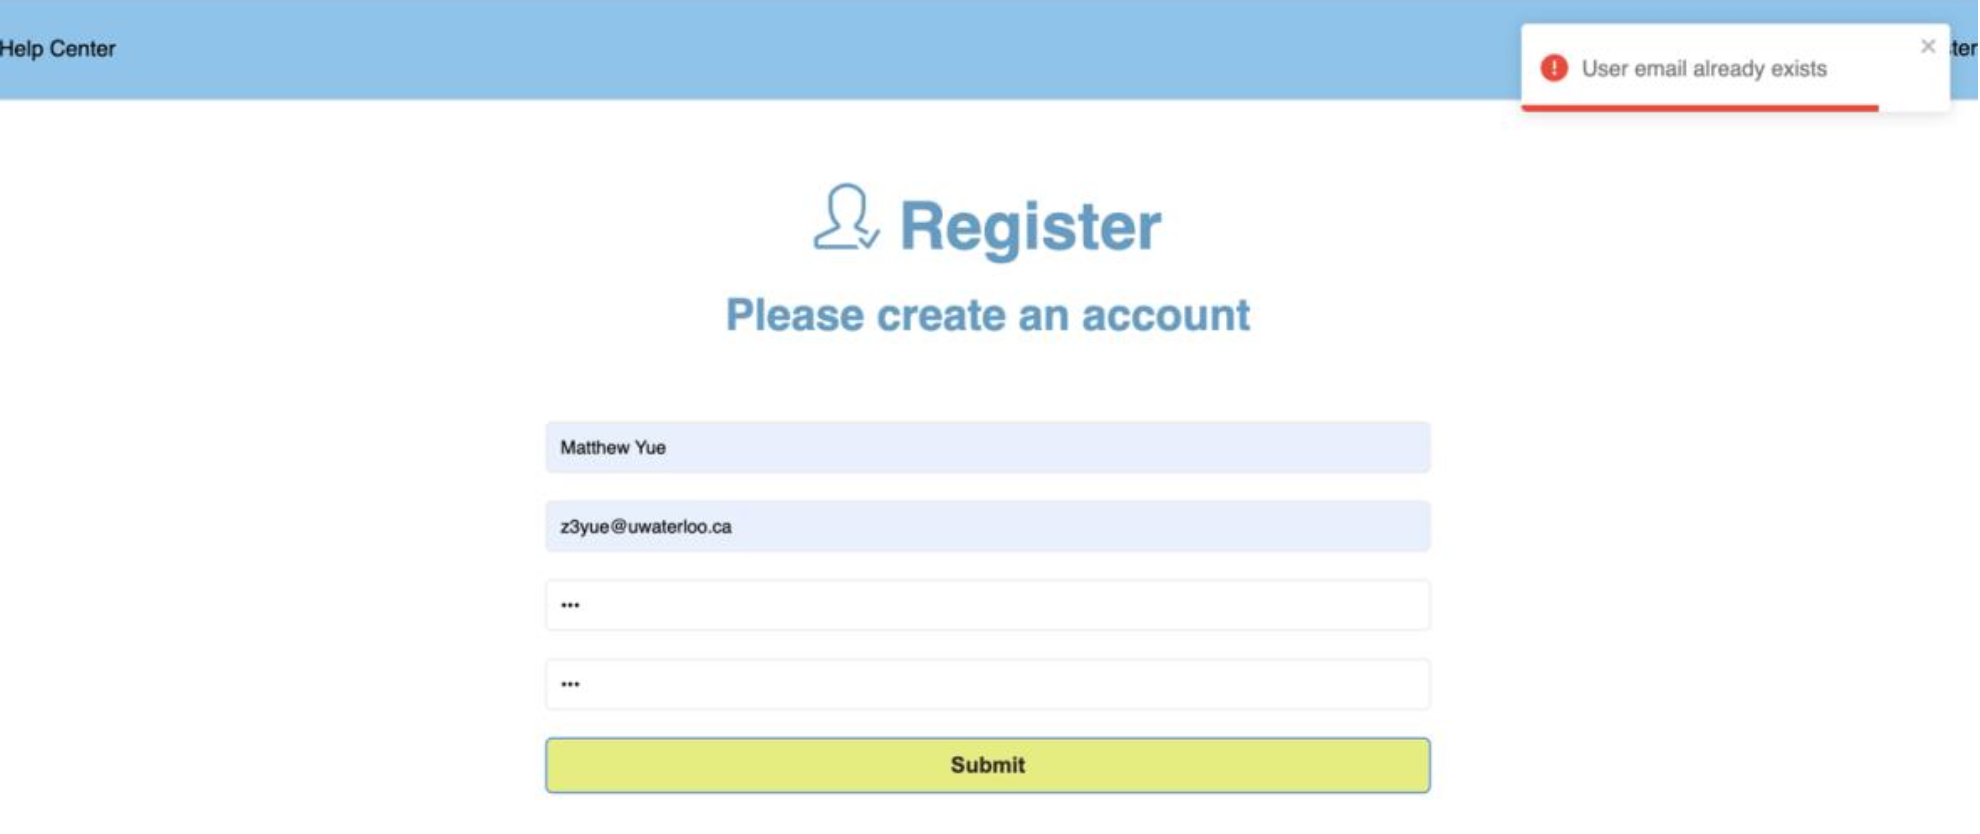 Help Center
User email already exists
ter
Register
Please create an account
Matthew Yue
z3yue@uwaterloo.ca
•••
•••
Submit